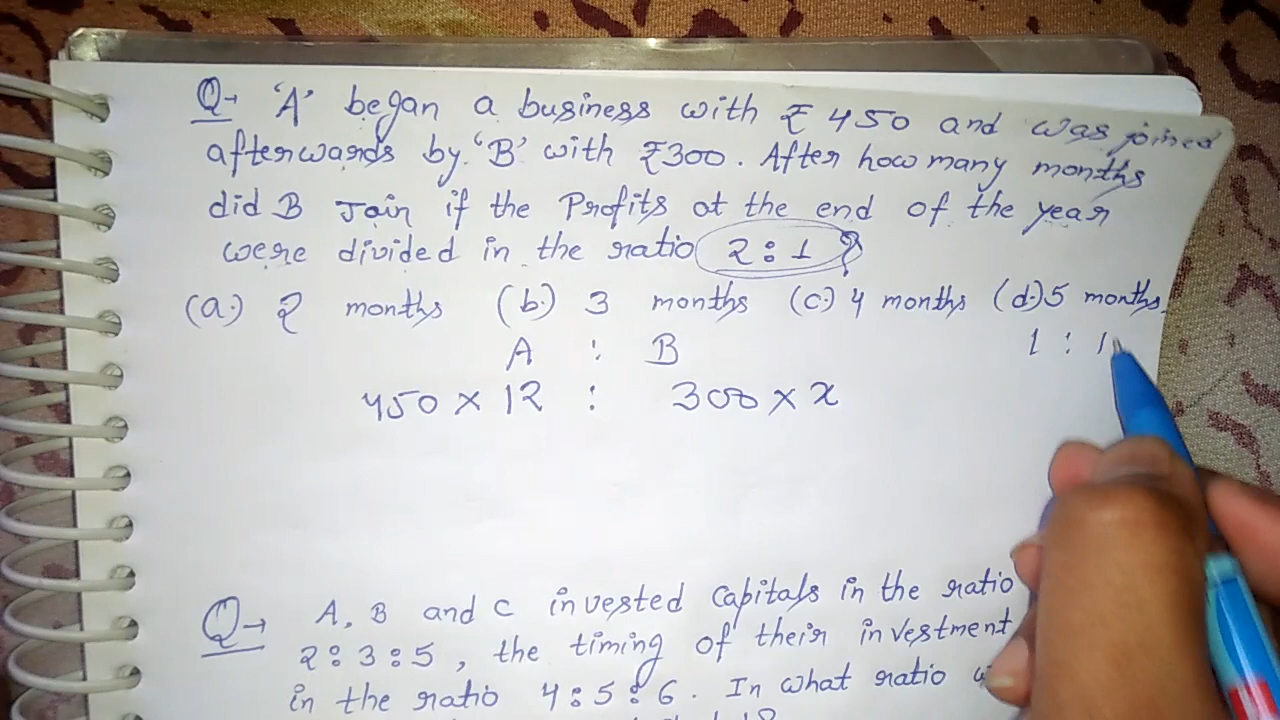 Q→ 'A' began a business with ₹ 450 and was joined
afterwards by 'B' with ₹300. After how many months
did B Join if the Profits at the end of the year
were divided in the ratio 2:1?
(a.) 2 months (b.) 3 months (c.) 4 months (d.) 5 months.
A : B 1 : 1
450 × 12 : 300 × x
Q→ A, B and C invested Capitals in the ratio
2:3:5, the timing of their investment
in the ratio 4:5:6. In what ratio